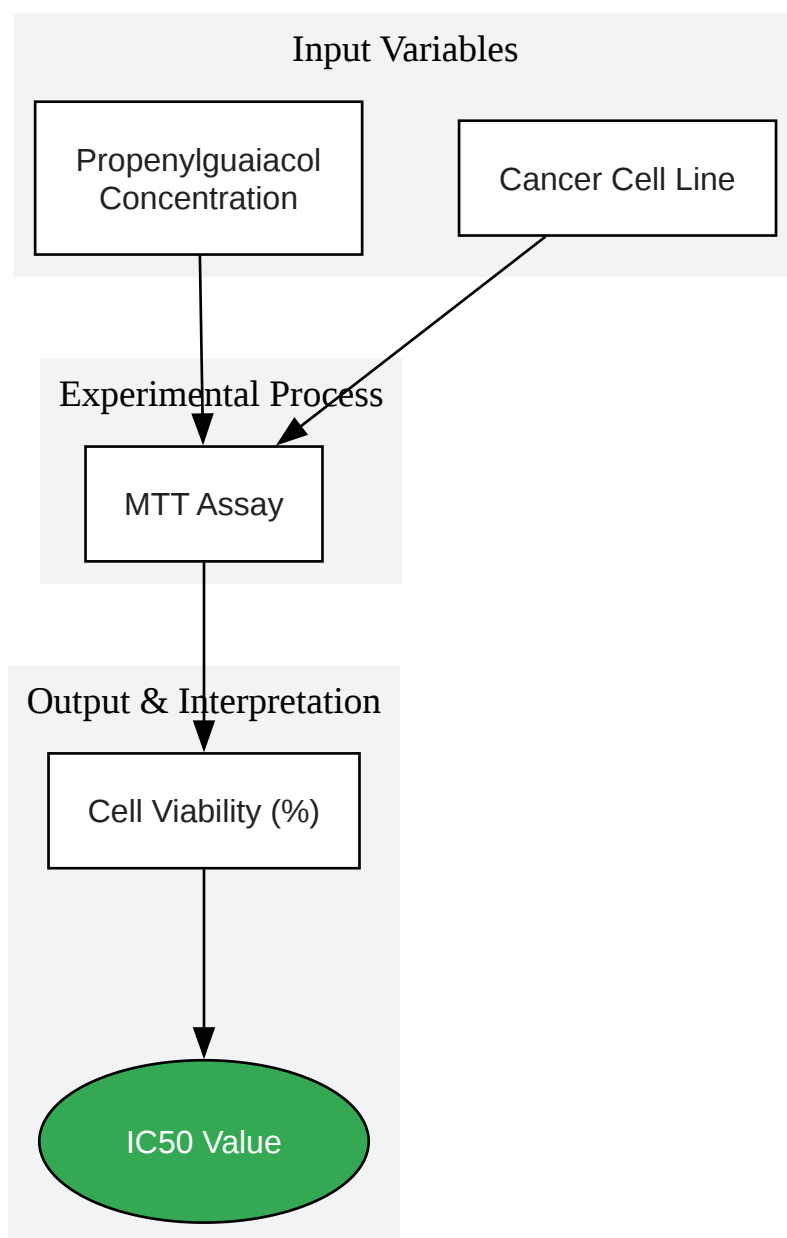 Input Variables
Propenylguaiacol
Concentration
Cancer Cell Line
Experimental Process
MTT Assay
Output & Interpretation
Cell Viability (%)
IC50 Value